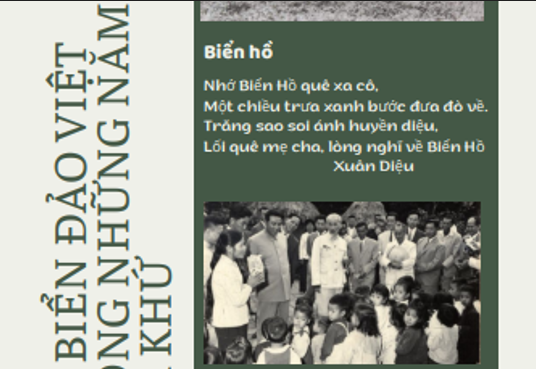 BIỂN ĐẢO VIỆT
NHỮNG NĂM
KHỨ
Biển hồ
Nhớ Biển Hồ quê xa cô,
Một chiều trưa xanh bước đưa đò về.
Trăng sao soi ánh huyền diệu,
Lối quê mẹ cha, lòng nghĩ về Biển Hồ
Xuân Diệu